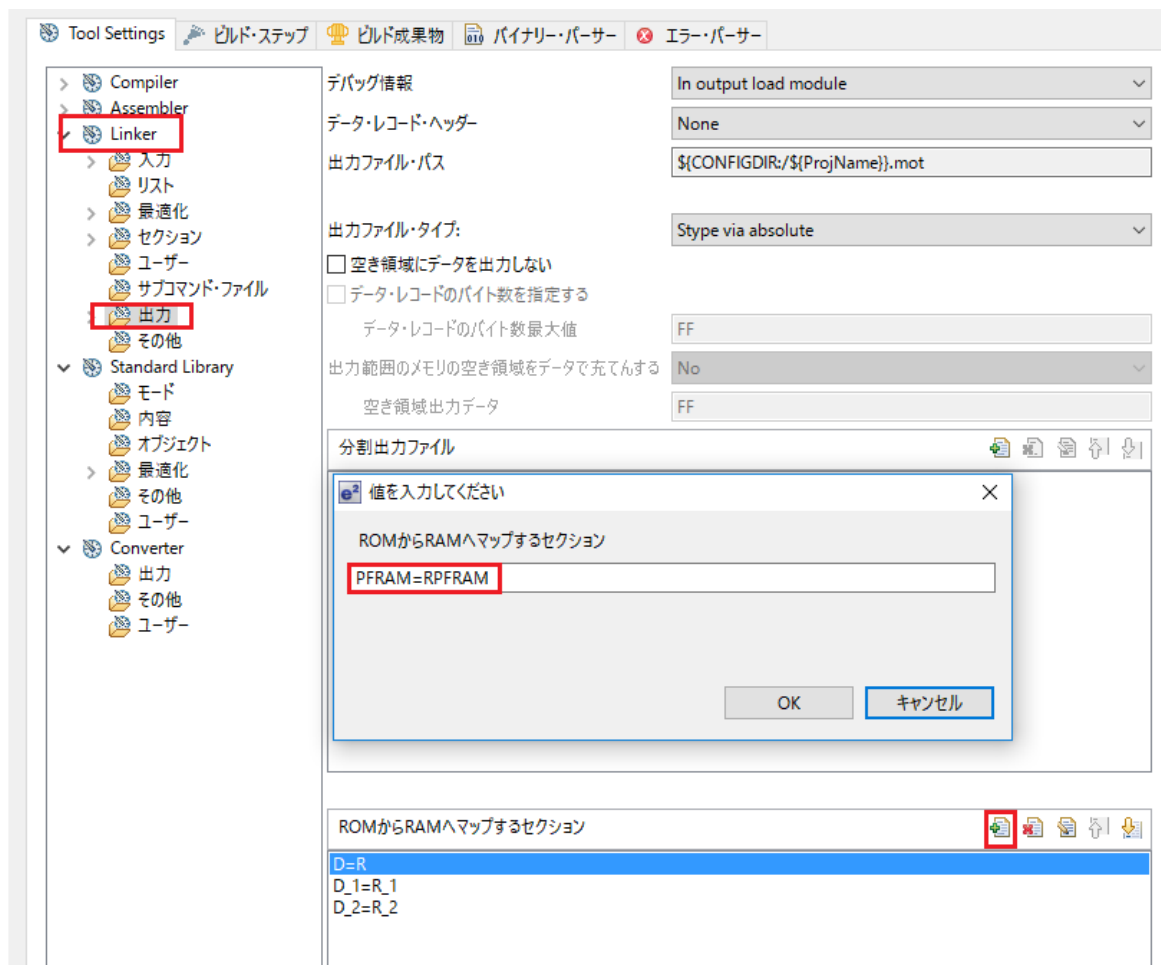 Tool Settings ビルド・ステップ ビルド成果物 バイナリー・パーサー エラー・パーサー
Compiler
Assembler
Linker
入力
リスト
最適化
セクション
ユーザー
サブコマンド・ファイル
出力
その他
Standard Library
モード
内容
オブジェクト
最適化
その他
ユーザー
Converter
出力
その他
ユーザー
デバッグ情報 In output load module
データ・レコード・ヘッダー None
出力ファイル・パス ${CONFIGDIR:/${ProjName}}.mot
出力ファイル・タイプ: Stype via absolute
空き領域にデータを出力しない
データ・レコードのバイト数を指定する
データ・レコードのバイト数最大値 FF
出力範囲のメモリの空き領域をデータで充てんする No
空き領域出力データ FF
分割出力ファイル
e² 値を入力してください
ROMからRAMへマップするセクション
PFRAM=RPFRAM
OK キャンセル
ROMからRAMへマップするセクション
D=R
D_1=R_1
D_2=R_2